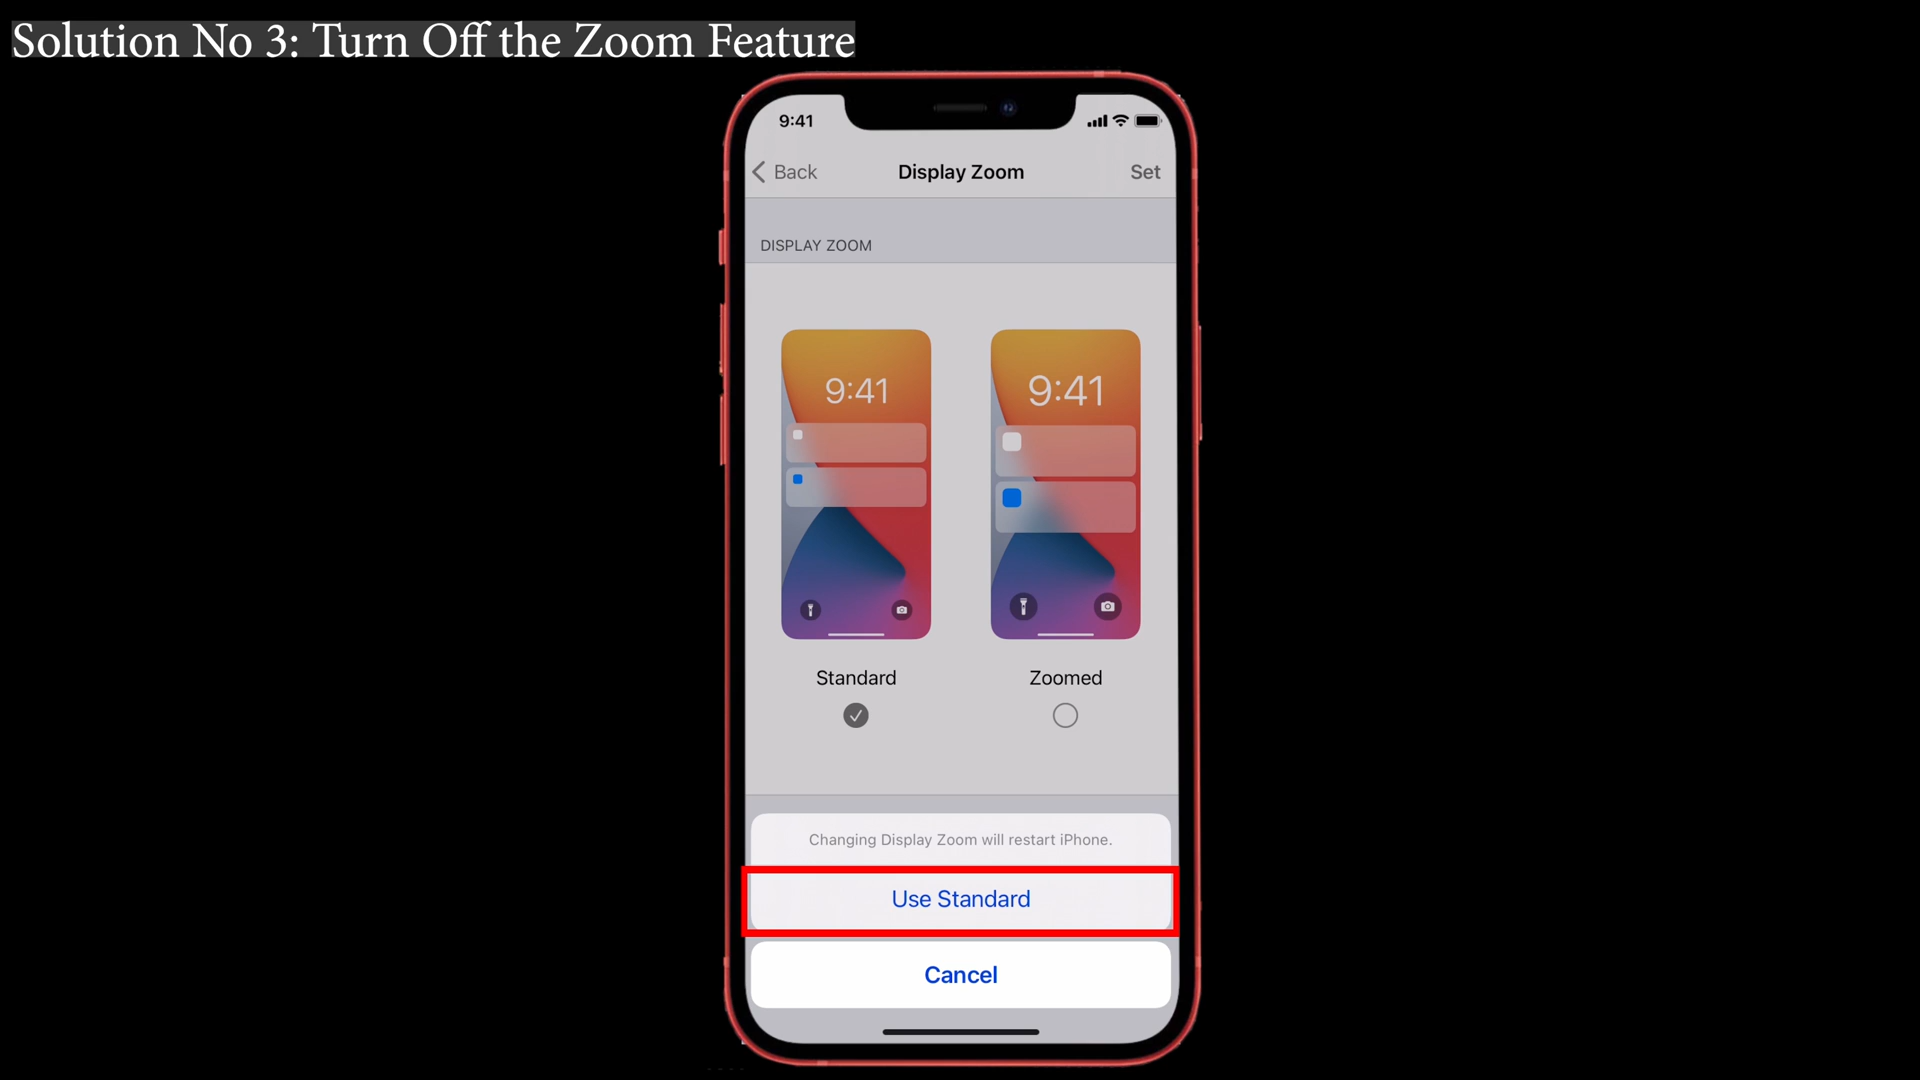 Solution No 3: Turn Off the Zoom Feature
9:41
Back
Display Zoom
Set
DISPLAY ZOOM
9:41
9:41
Standard
Zoomed
Changing Display Zoom will restart iPhone.
Use Standard
Cancel